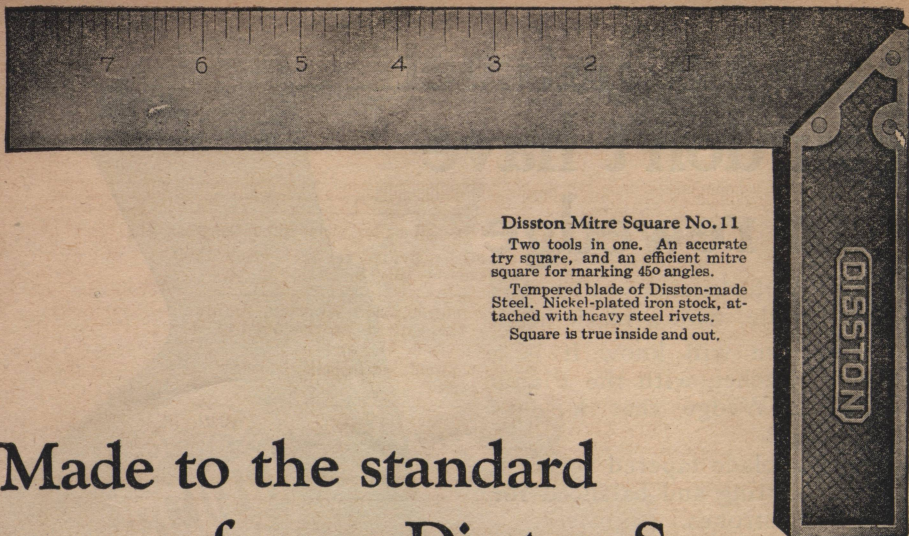 7 6 5 4 3 2 1
Disston Mitre Square No. 11
Two tools in one. An accurate
try square, and an efficient mitre
square for marking 45o angles.
Tempered blade of Disston-made
Steel. Nickel-plated iron stock, at-
tached with heavy steel rivets.
Square is true inside and out.
DISSTON
Made to the standard